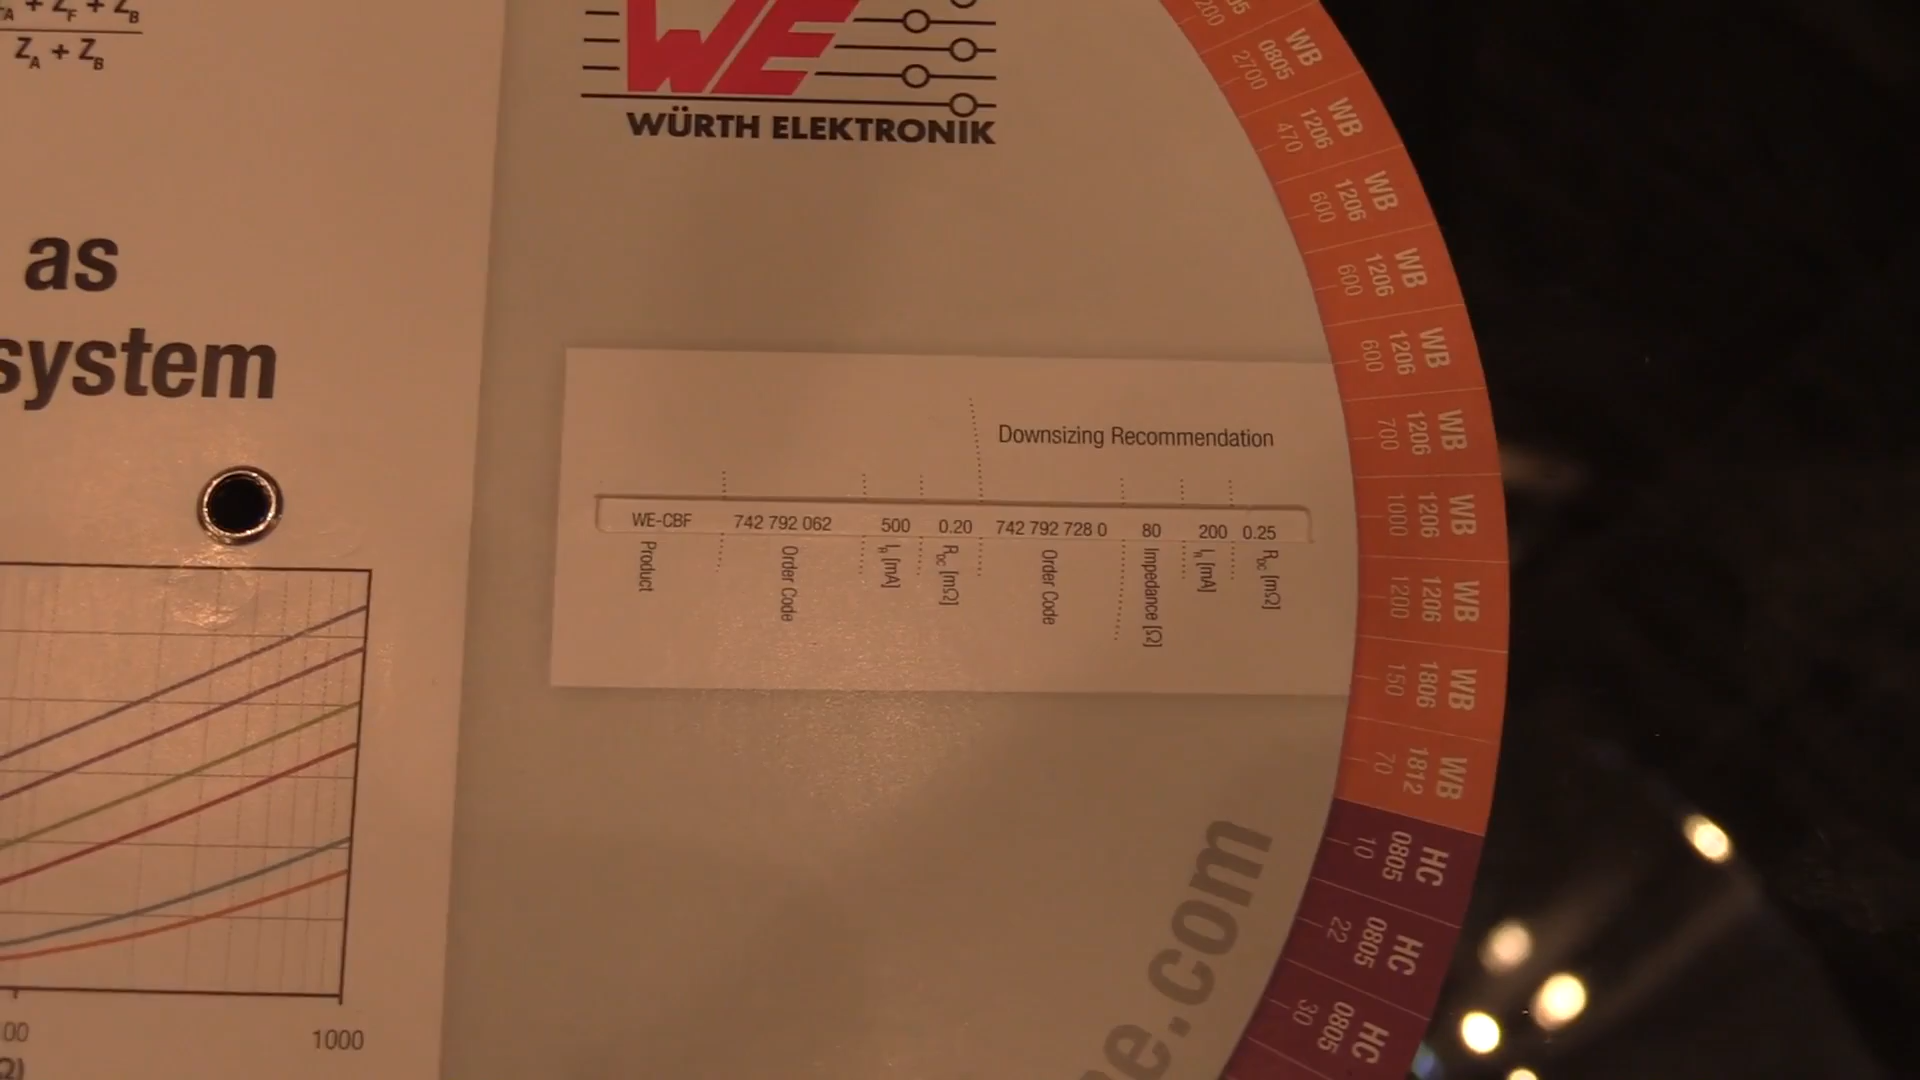 Z_A + Z_B
WE
WÜRTH ELEKTRONIK
as
system
Downsizing Recommendation
WE-CBF 742 792 062 500 0.20 742 792 728 0 80 200 0.25
Product
Order Code
I_R [mA]
R_DC [mΩ]
Order Code
Impedance [Ω]
I_R [mA]
R_DC [mΩ]
WB 0805 2700
WB 1206 470
WB 1206 600
WB 1206 600
WB 1206 600
WB 1206 700
WB 1206 1000
WB 1206 1200
WB 1806 150
WB 1812 70
HC 0805 10
HC 0805 22
HC 0805 30
.com
1000